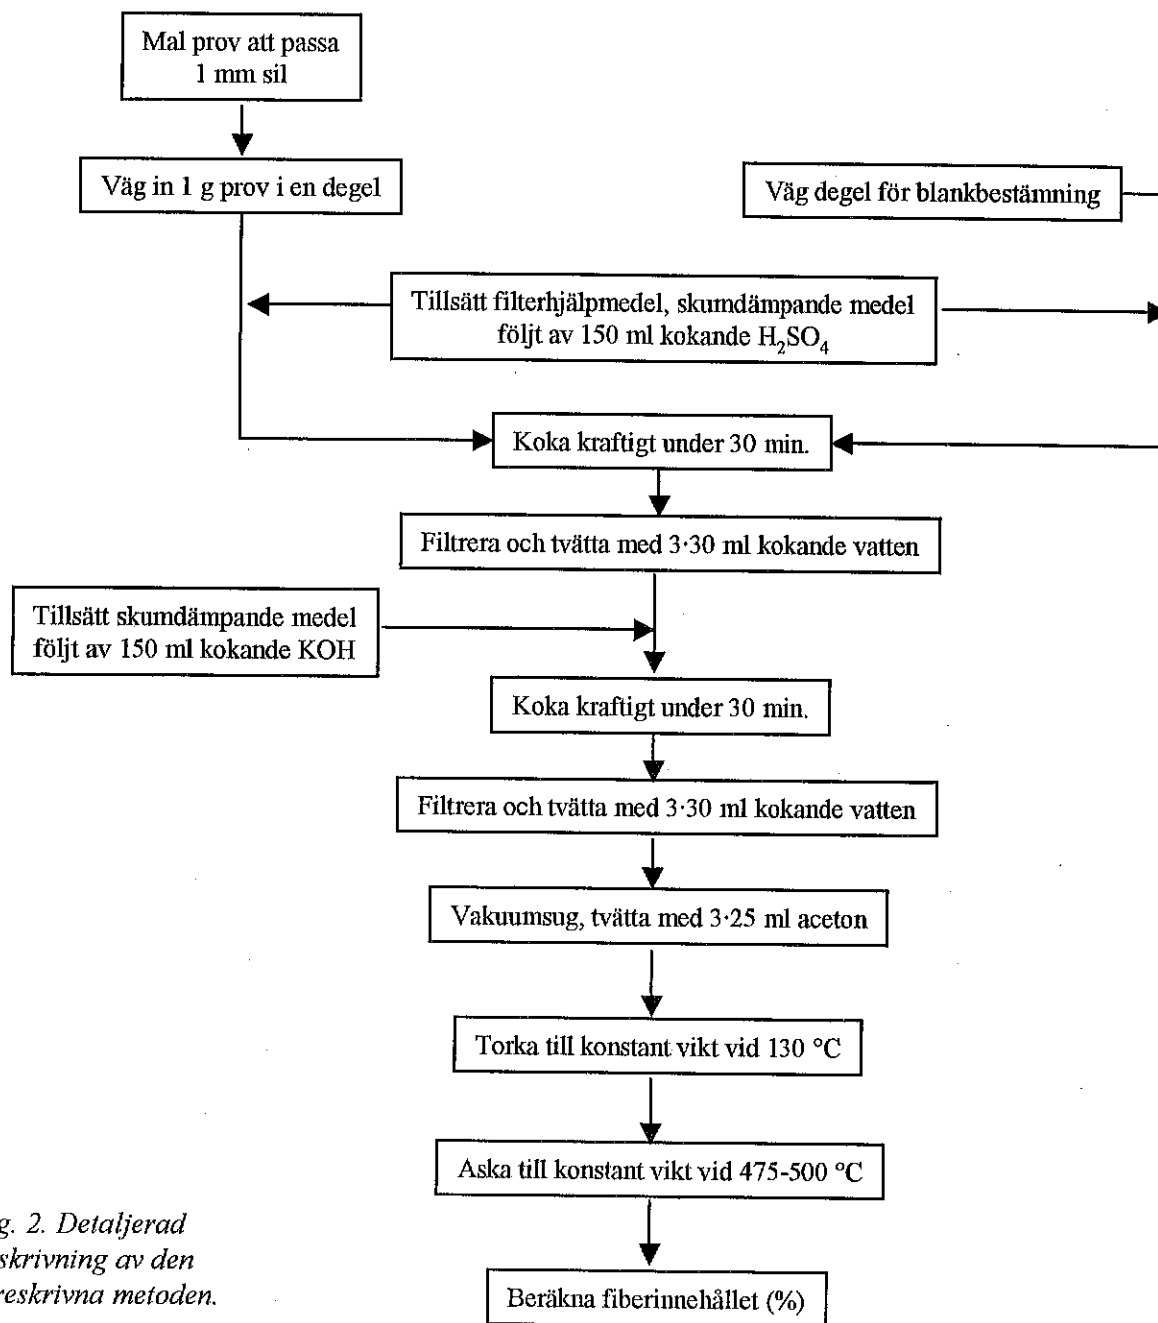 Mal prov att passa
1 mm sil
Väg in 1 g prov i en degel
Väg degel för blankbestämning
Tillsätt filterhjälpmedel, skumdämpande medel
följt av 150 ml kokande H₂SO₄
Koka kraftigt under 30 min.
Filtrera och tvätta med 3·30 ml kokande vatten
Tillsätt skumdämpande medel
följt av 150 ml kokande KOH
Koka kraftigt under 30 min.
Filtrera och tvätta med 3·30 ml kokande vatten
Vakuumsug, tvätta med 3·25 ml aceton
Torka till konstant vikt vid 130 °C
Aska till konstant vikt vid 475-500 °C
Beräkna fiberinnehållet (%)
g. 2. Detaljerad
skrivning av den
reskrivna metoden.